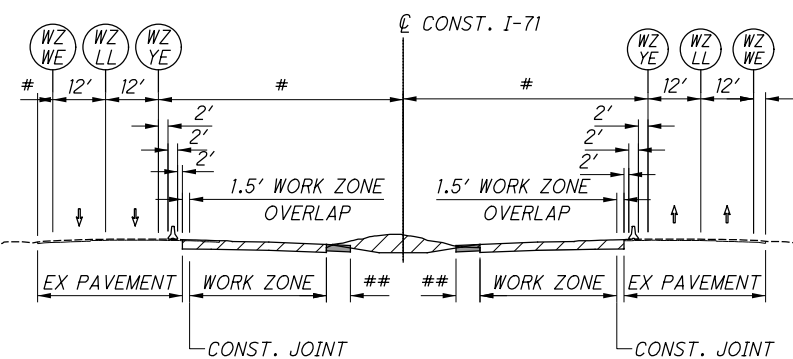 ℄ CONST. I-71
WZ WZ WZ WZ WZ WZ
WE LL YE YE LL WE
# 12' 12' # # 12' 12' #
2' 2'
2' 2'
2' 2'
1.5' WORK ZONE 1.5' WORK ZONE
OVERLAP OVERLAP
EX PAVEMENT WORK ZONE ## ## WORK ZONE EX PAVEMENT
CONST. JOINT CONST. JOINT